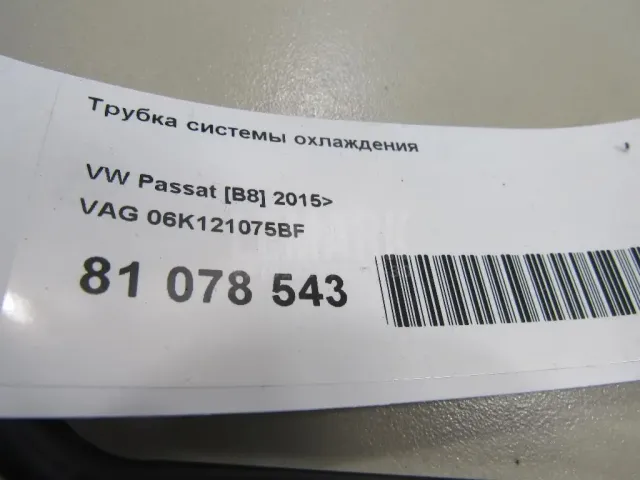 Трубка системы охлаждения
VW Passat [B8] 2015>
VAG 06K121075BF
81 078 543